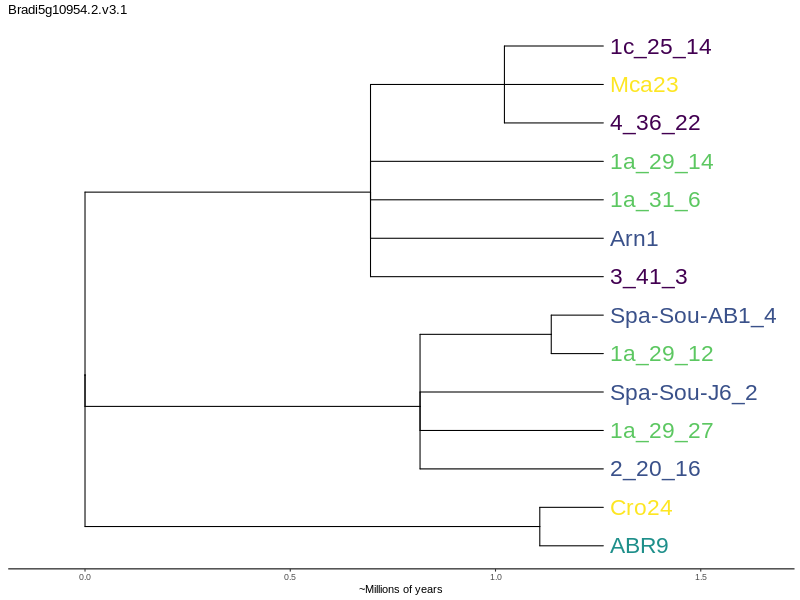 Bradi5g10954.2.v3.1
1c_25_14
Mca23
4_36_22
1a_29_14
1a_31_6
Arn1
3_41_3
Spa-Sou-AB1_4
1a_29_12
Spa-Sou-J6_2
1a_29_27
2_20_16
Cro24
ABR9
0.0 0.5 1.0 1.5
~Millions of years